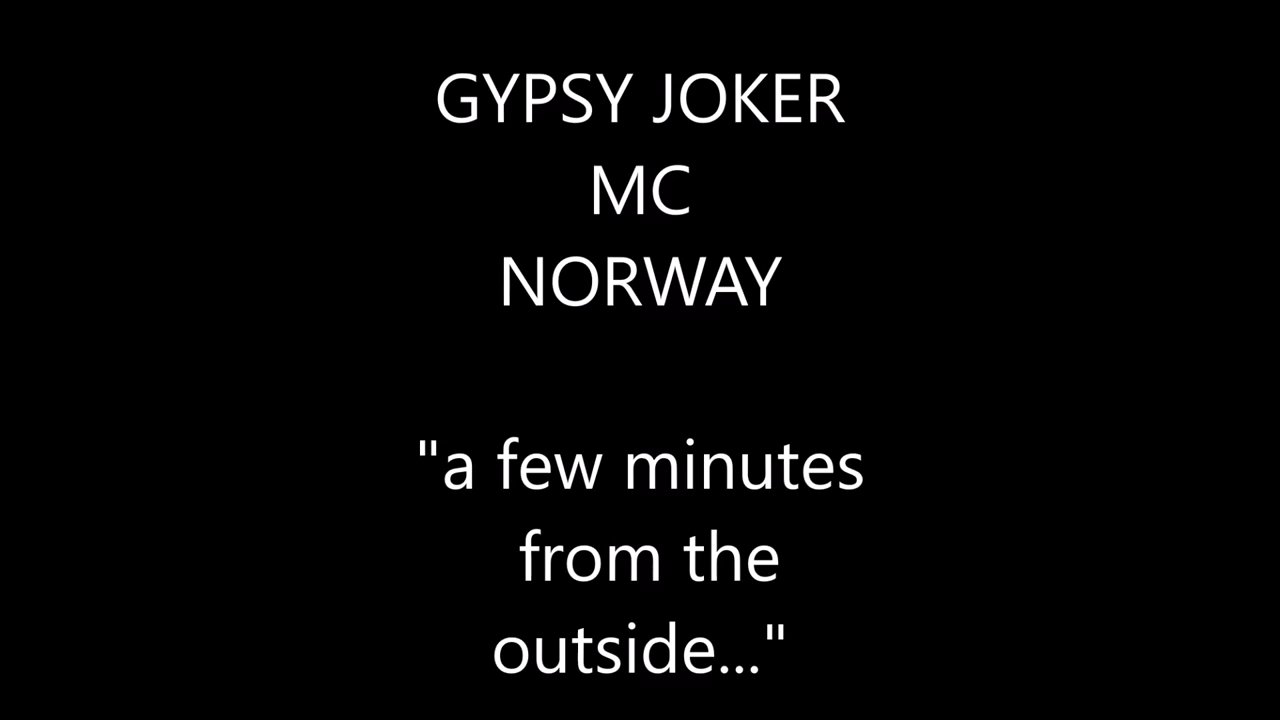 GYPSY JOKER
MC
NORWAY
"a few minutes
from the
outside..."